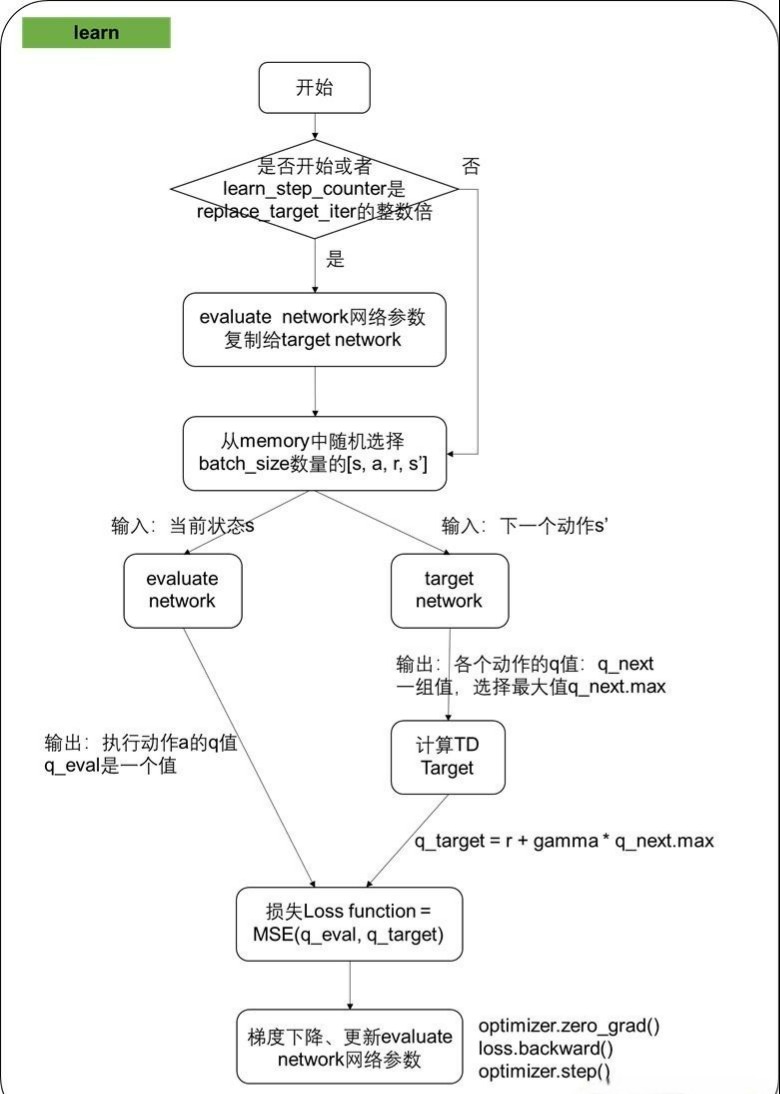 learn
开始
是否开始或者
learn_step_counter是
replace_target_iter的整数倍
否
是
evaluate network网络参数
复制给target network
从memory中随机选择
batch_size数量的[s, a, r, s’]
输入：当前状态s
输入：下一个动作s’
evaluate
network
target
network
输出：各个动作的q值：q_next
一组值，选择最大值q_next.max
输出：执行动作a的q值
q_eval是一个值
计算TD
Target
q_target = r + gamma * q_next.max
损失Loss function =
MSE(q_eval, q_target)
梯度下降、更新evaluate
network网络参数
optimizer.zero_grad()
loss.backward()
optimizer.step()